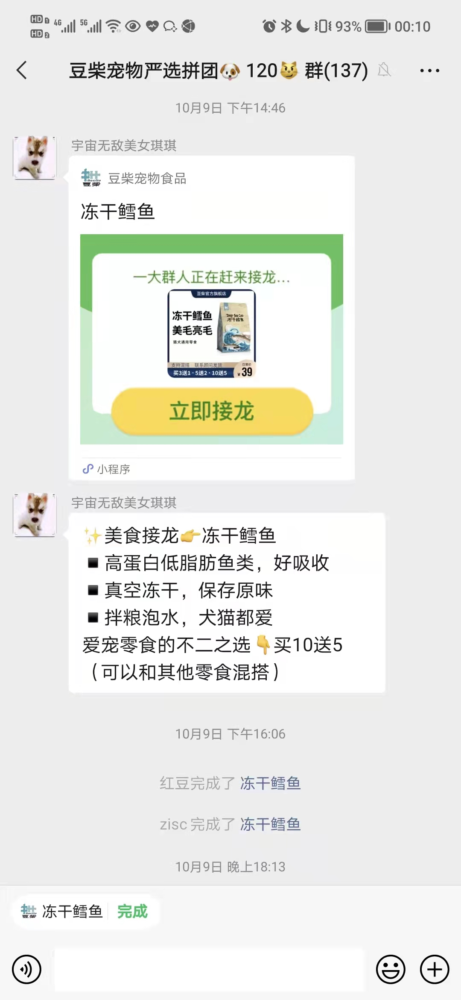 HD 1 4G 5G 93% 00:10
HD 2
豆柴宠物严选拼团🐶 120😼 群(137)
10月9日 下午14:46
宇宙无敌美女琪琪
豆柴 豆柴宠物食品
冻干鳕鱼
一大群人正在赶来接龙...
豆柴官方旗舰店
冻干鳕鱼
美毛亮毛
猫犬通用零食
DEEP SEA COD
冻干鳕鱼
支持混搭 联系顾问发货
日常价
买3送1·5送2·10送5
¥39
立即接龙
小程序
宇宙无敌美女琪琪
✨美食接龙👉冻干鳕鱼
▪️高蛋白低脂肪鱼类，好吸收
▪️真空冻干，保存原味
▪️拌粮泡水，犬猫都爱
爱宠零食的不二之选👇买10送5
（可以和其他零食混搭）
10月9日 下午16:06
红豆完成了 冻干鳕鱼
zisc 完成了 冻干鳕鱼
10月9日 晚上18:13
豆柴 冻干鳕鱼 完成